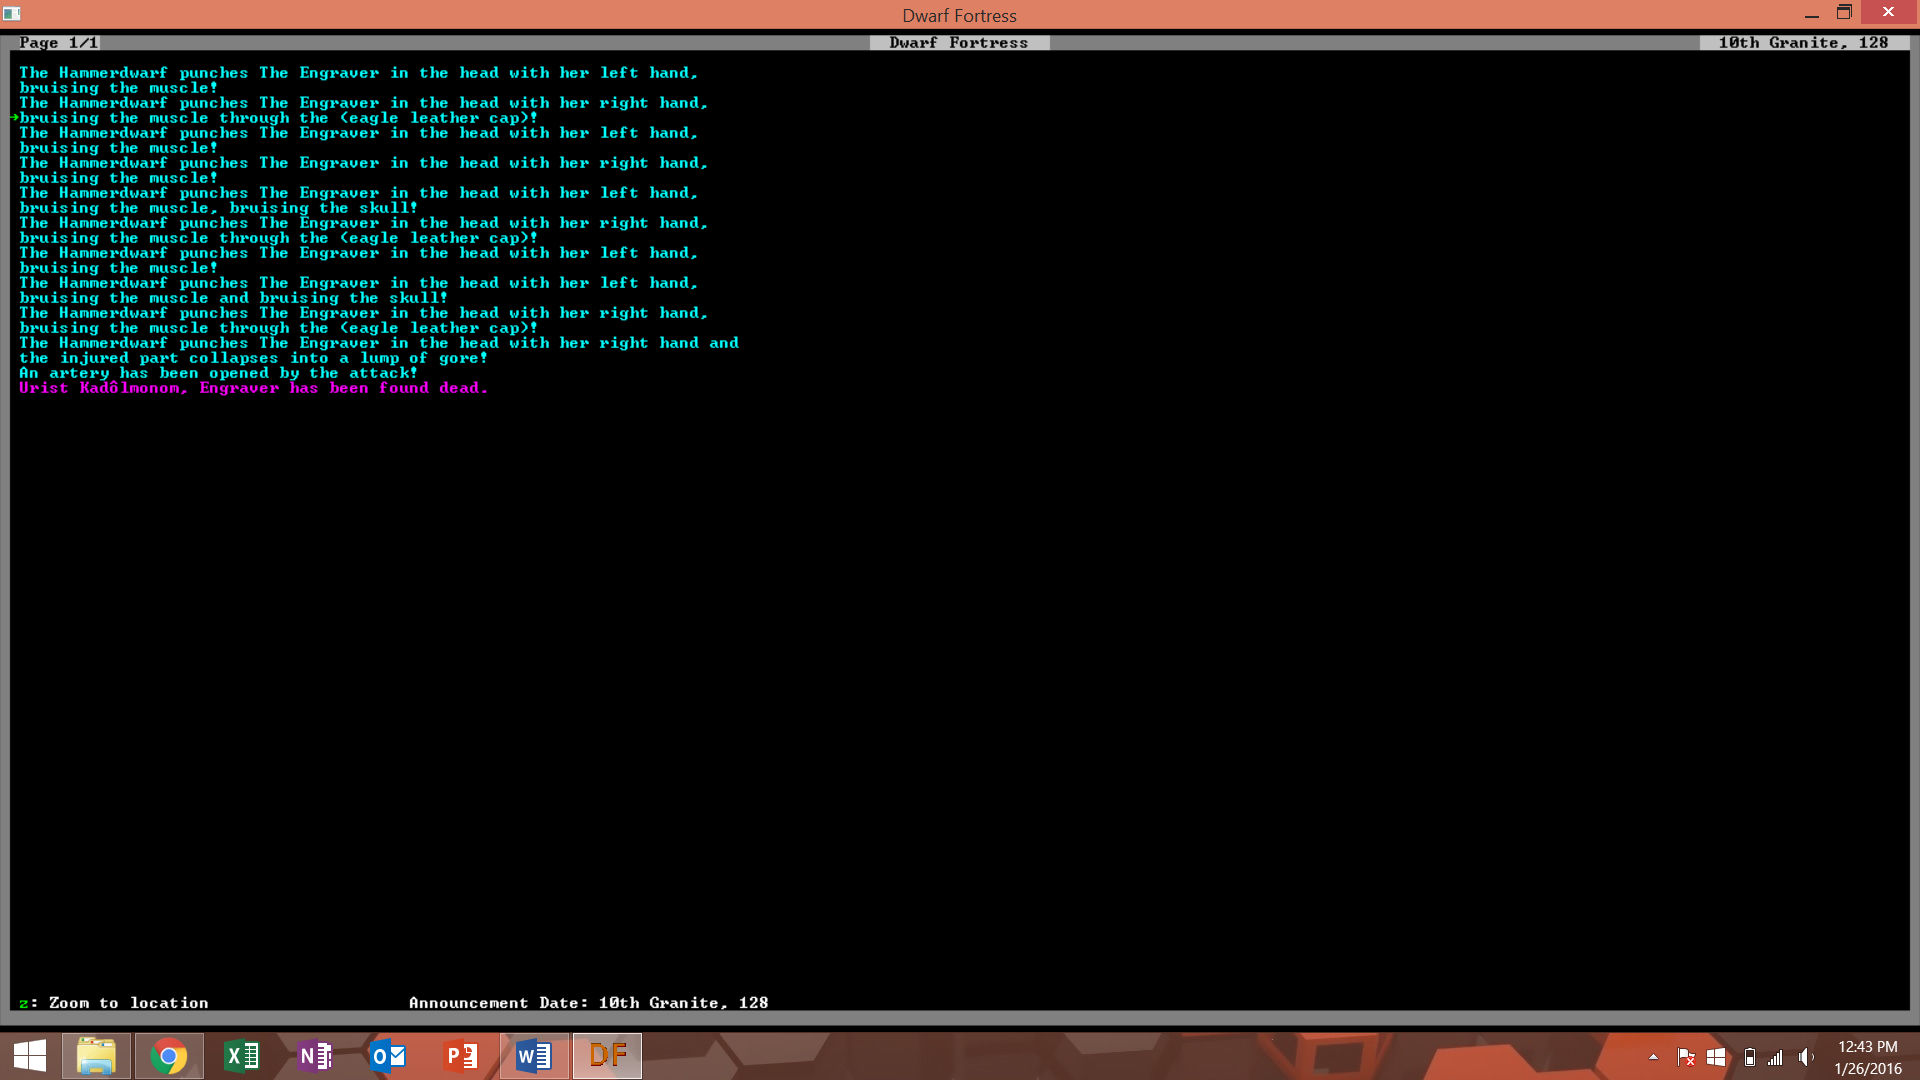 Dwarf Fortress
Page 1/1 Dwarf Fortress 10th Granite, 128
The Hammerdwarf punches The Engraver in the head with her left hand,
bruising the muscle!
The Hammerdwarf punches The Engraver in the head with her right hand,
bruising the muscle through the (eagle leather cap)!
The Hammerdwarf punches The Engraver in the head with her left hand,
bruising the muscle!
The Hammerdwarf punches The Engraver in the head with her right hand,
bruising the muscle!
The Hammerdwarf punches The Engraver in the head with her left hand,
bruising the muscle, bruising the skull!
The Hammerdwarf punches The Engraver in the head with her right hand,
bruising the muscle through the (eagle leather cap)!
The Hammerdwarf punches The Engraver in the head with her left hand,
bruising the muscle!
The Hammerdwarf punches The Engraver in the head with her left hand,
bruising the muscle and bruising the skull!
The Hammerdwarf punches The Engraver in the head with her right hand,
bruising the muscle through the (eagle leather cap)!
The Hammerdwarf punches The Engraver in the head with her right hand and
the injured part collapses into a lump of gore!
An artery has been opened by the attack!
Urist Kadôlmonom, Engraver has been found dead.
z: Zoom to location Announcement Date: 10th Granite, 128
DF
12:43 PM
1/26/2016